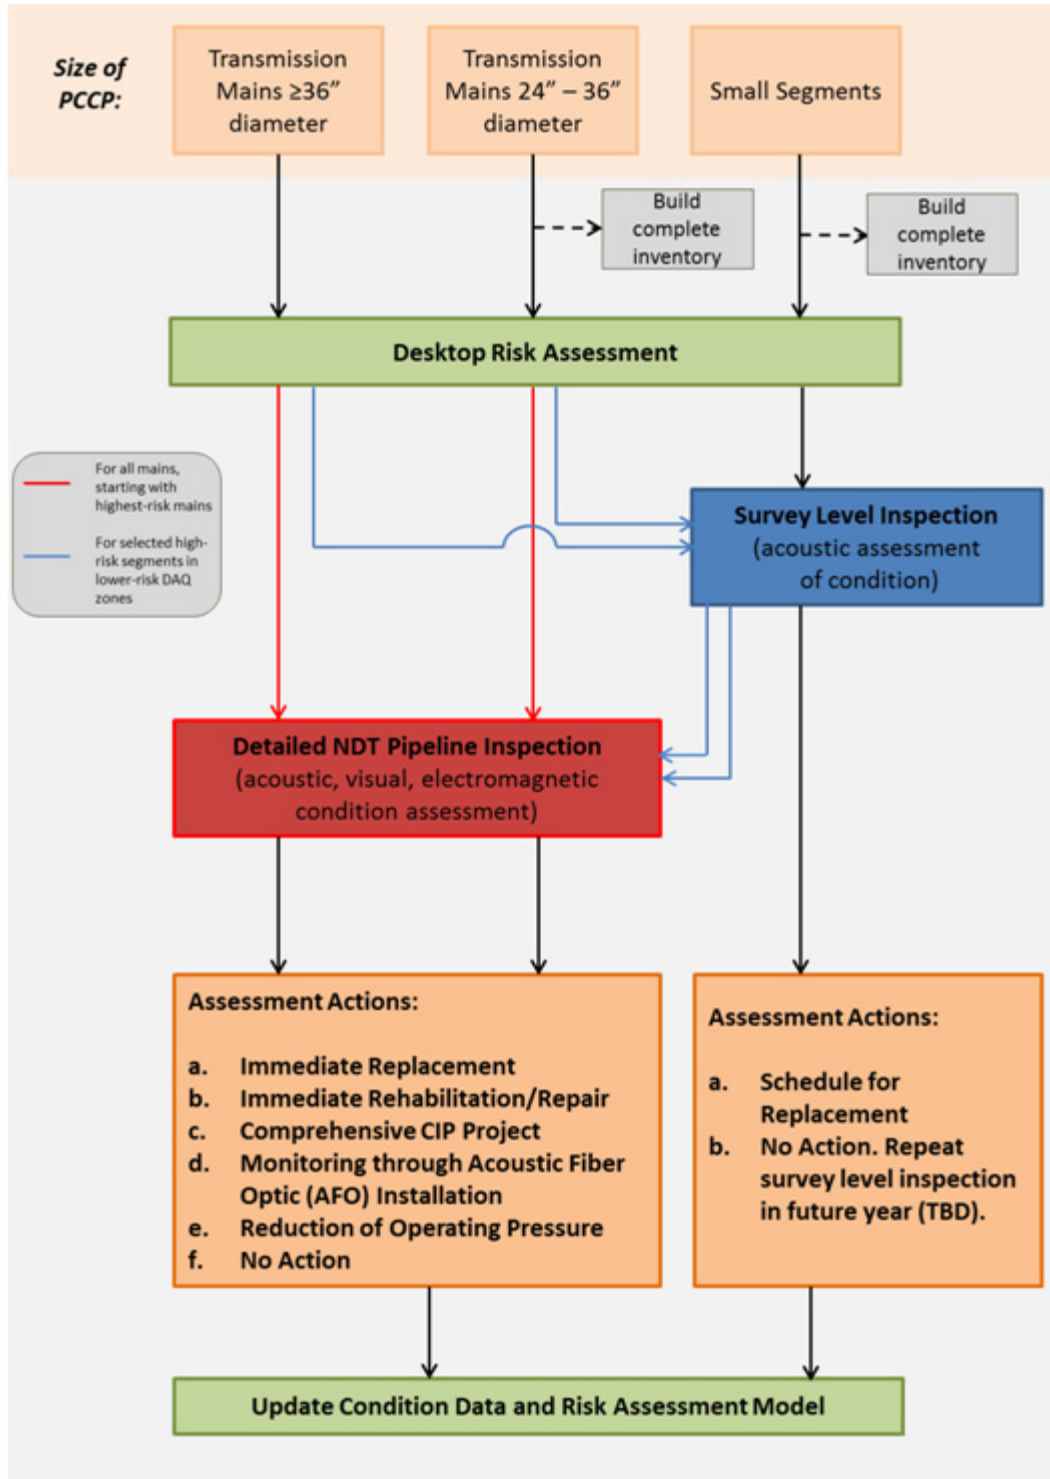 Size of
PCCP:
Transmission
Mains ≥36”
diameter
Transmission
Mains 24” – 36”
diameter
Small Segments
Build
complete
inventory
Build
complete
inventory
Desktop Risk Assessment
For all mains,
starting with
highest-risk mains
For selected high-
risk segments in
lower-risk DAQ
zones
Survey Level Inspection
(acoustic assessment
of condition)
Detailed NDT Pipeline Inspection
(acoustic, visual, electromagnetic
condition assessment)
Assessment Actions:
a. Immediate Replacement
b. Immediate Rehabilitation/Repair
c. Comprehensive CIP Project
d. Monitoring through Acoustic Fiber
Optic (AFO) Installation
e. Reduction of Operating Pressure
f. No Action
Assessment Actions:
a. Schedule for
Replacement
b. No Action. Repeat
survey level inspection
in future year (TBD).
Update Condition Data and Risk Assessment Model